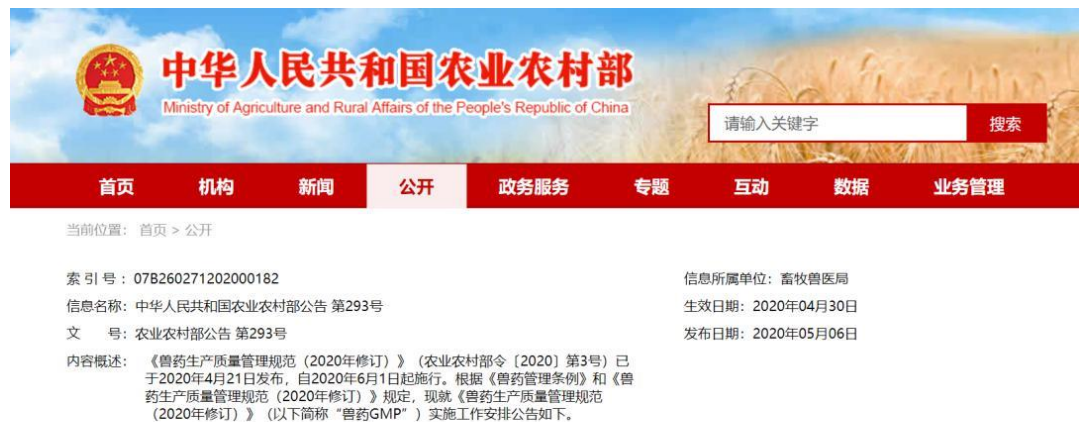 中华人民共和国农业农村部
Ministry of Agriculture and Rural Affairs of the People's Republic of China
请输入关键字 搜索
首页 机构 新闻 公开 政务服务 专题 互动 数据 业务管理
当前位置： 首页 > 公开
索 引 号：07B260271202000182 信息所属单位：畜牧兽医局
信息名称：中华人民共和国农业农村部公告 第293号 生效日期：2020年04月30日
文 号：农业农村部公告 第293号 发布日期：2020年05月06日
内容概述： 《兽药生产质量管理规范（2020年修订）》（农业农村部令〔2020〕第3号）已
于2020年4月21日发布，自2020年6月1日起施行。根据《兽药管理条例》和《兽
药生产质量管理规范（2020年修订）》规定，现就《兽药生产质量管理规范
（2020年修订）》（以下简称“兽药GMP”）实施工作安排公告如下。